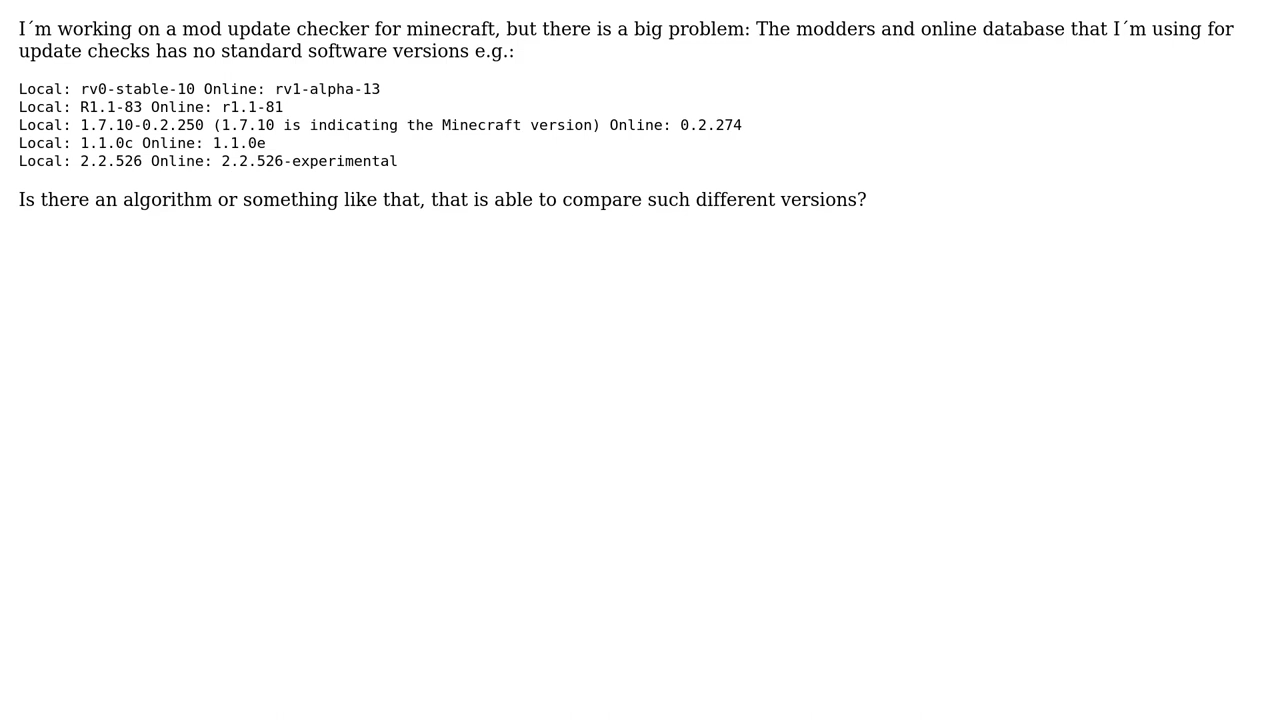 I´m working on a mod update checker for minecraft, but there is a big problem: The modders and online database that I´m using for
update checks has no standard software versions e.g.:
Local: rv0-stable-10 Online: rv1-alpha-13
Local: R1.1-83 Online: r1.1-81
Local: 1.7.10-0.2.250 (1.7.10 is indicating the Minecraft version) Online: 0.2.274
Local: 1.1.0c Online: 1.1.0e
Local: 2.2.526 Online: 2.2.526-experimental
Is there an algorithm or something like that, that is able to compare such different versions?